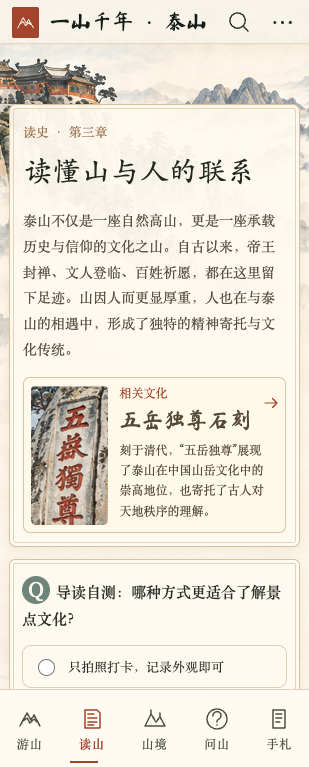 一山千年 · 泰山
读史 · 第三章
读懂山与人的联系
泰山不仅是一座自然高山，更是一座承载
历史与信仰的文化之山。自古以来，帝王
封禅、文人登临、百姓祈愿，都在这里留
下足迹。山因人而更显厚重，人也在与泰
山的相遇中，形成了独特的精神寄托与文
化传统。
五嶽獨尊
相关文化
五岳独尊石刻
刻于清代，“五岳独尊”展现
了泰山在中国山岳文化中的
崇高地位，也寄托了古人对
天地秩序的理解。
Q 导读自测：哪种方式更适合了解景
点文化?
只拍照打卡，记录外观即可
游山
读山
山境
问山
手札